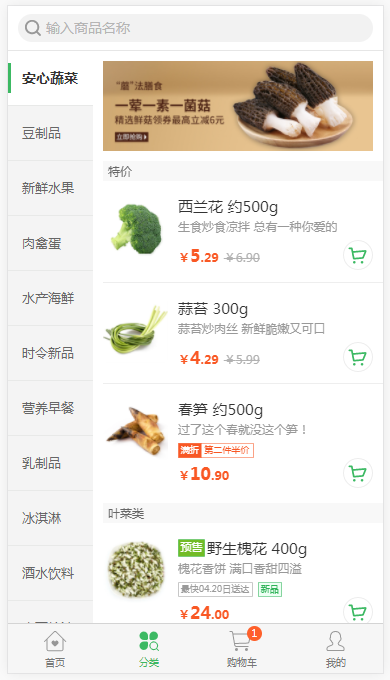 输入商品名称
安心蔬菜
豆制品
新鲜水果
肉禽蛋
水产海鲜
时令新品
营养早餐
乳制品
冰淇淋
酒水饮料
“蘑”法膳食
一荤一素一菌菇
精选鲜菇领券最高立减6元
立即抢购
特价
西兰花 约500g
生食炒食凉拌 总有一种你爱的
¥5.29 ¥6.90
蒜苔 300g
蒜苔炒肉丝 新鲜脆嫩又可口
¥4.29 ¥5.99
春笋 约500g
过了这个春就没这个笋！
满折 第二件半价
¥10.90
叶菜类
预售 野生槐花 400g
槐花香饼 满口香甜四溢
最快04.20日送达 新品
¥24.00
首页
分类
1
购物车
我的